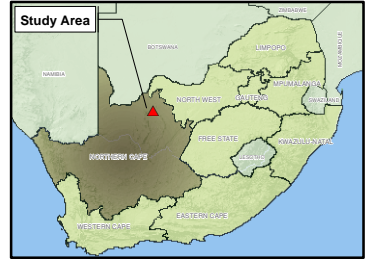 Study Area
ZIMBABWE
BOTSWANA
LIMPOPO
MOZAMBIQUE
NAMIBIA
MPUMALANGA
NORTH WEST
GAUTENG
SWAZILAND
FREE STATE
KWAZULU-NATAL
LESOTHO
NORTHERN CAPE
EASTERN CAPE
WESTERN CAPE